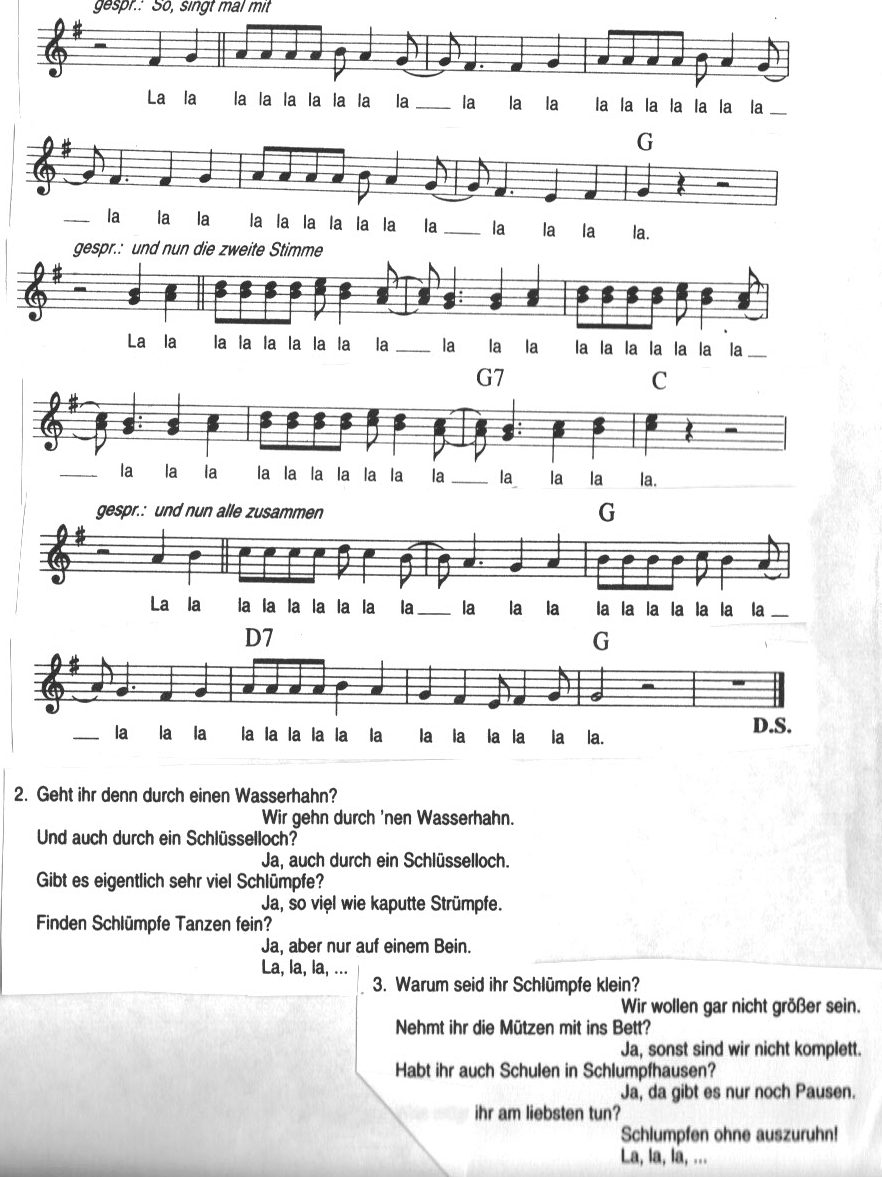 gespr.: So, singt mal mit
La la la la la la la la la ___ la la la la la la la la la la ___
G
___ la la la la la la la la la la ___ la la la la.
gespr.: und nun die zweite Stimme
La la la la la la la la la ___ la la la la la la la la la la ___
G7 C
___ la la la la la la la la la la ___ la la la la.
gespr.: und nun alle zusammen
G
La la la la la la la la la ___ la la la la la la la la la la ___
D7 G
___ la la la la la la la la la la la la la la la la.
D.S.
2. Geht ihr denn durch einen Wasserhahn?
Wir gehn durch 'nen Wasserhahn.
Und auch durch ein Schlüsselloch?
Ja, auch durch ein Schlüsselloch.
Gibt es eigentlich sehr viel Schlümpfe?
Ja, so viel wie kaputte Strümpfe.
Finden Schlümpfe Tanzen fein?
Ja, aber nur auf einem Bein.
La, la, la, ...
3. Warum seid ihr Schlümpfe klein?
Wir wollen gar nicht größer sein.
Nehmt ihr die Mützen mit ins Bett?
Ja, sonst sind wir nicht komplett.
Habt ihr auch Schulen in Schlumpfhausen?
Ja, da gibt es nur noch Pausen.
ihr am liebsten tun?
Schlumpfen ohne auszuruhn!
La, la, la, ...